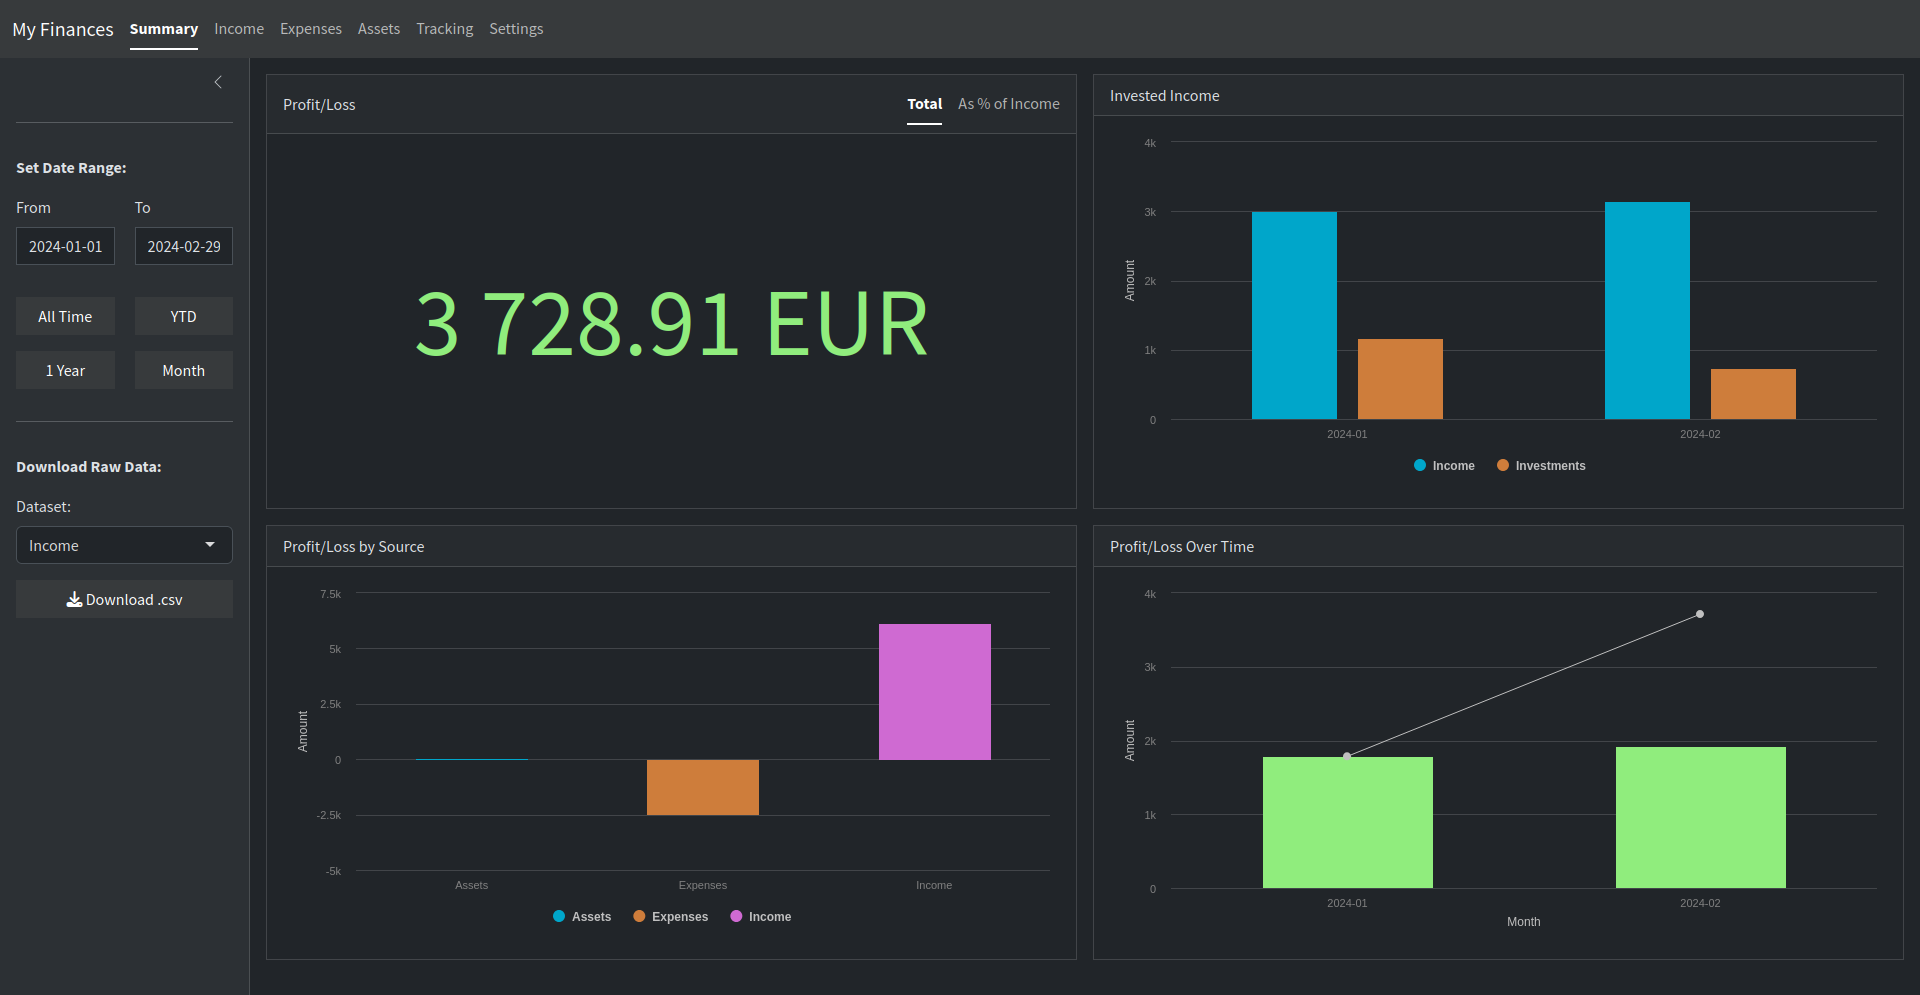 My Finances Summary Income Expenses Assets Tracking Settings
Set Date Range:
From To
2024-01-01 2024-02-29
All Time YTD
1 Year Month
Download Raw Data:
Dataset:
Income
Download .csv
Profit/Loss Total As % of Income
3 728.91 EUR
Invested Income
4k
3k
2k
1k
0
Amount
2024-01 2024-02
Income Investments
Profit/Loss by Source
7.5k
5k
2.5k
0
-2.5k
-5k
Amount
Assets Expenses Income
Assets Expenses Income
Profit/Loss Over Time
4k
3k
2k
1k
0
Amount
2024-01 2024-02
Month